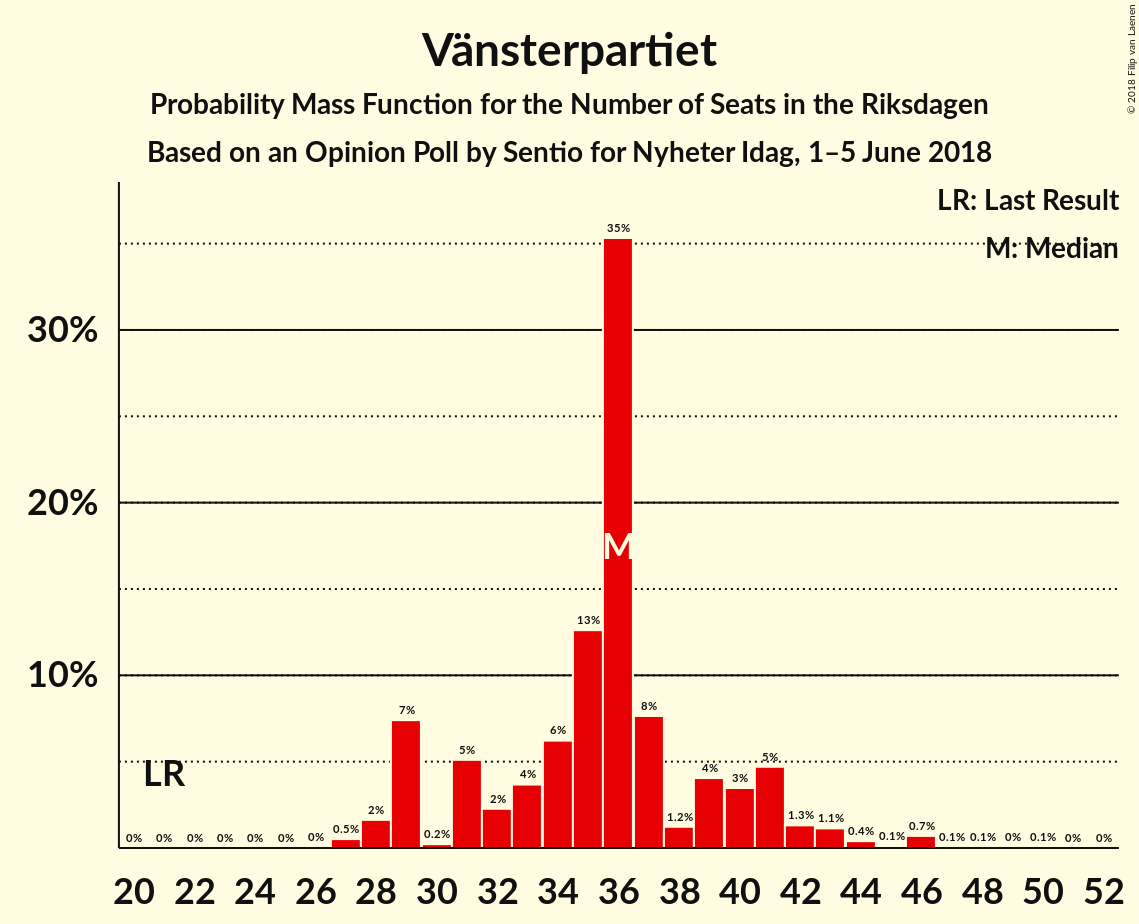 Vänsterpartiet
Probability Mass Function for the Number of Seats in the Riksdagen
Based on an Opinion Poll by Sentio for Nyheter Idag, 1–5 June 2018
© 2018 Filip van Laenen
LR: Last Result
M: Median
30%
20%
10%
LR
M
0% 0% 0% 0% 0% 0% 0% 0.5% 2% 7% 0.2% 5% 2% 4% 6% 13% 35% 8% 1.2% 4% 3% 5% 1.3% 1.1% 0.4% 0.1% 0.7% 0.1% 0.1% 0% 0.1% 0% 0%
20 22 24 26 28 30 32 34 36 38 40 42 44 46 48 50 52